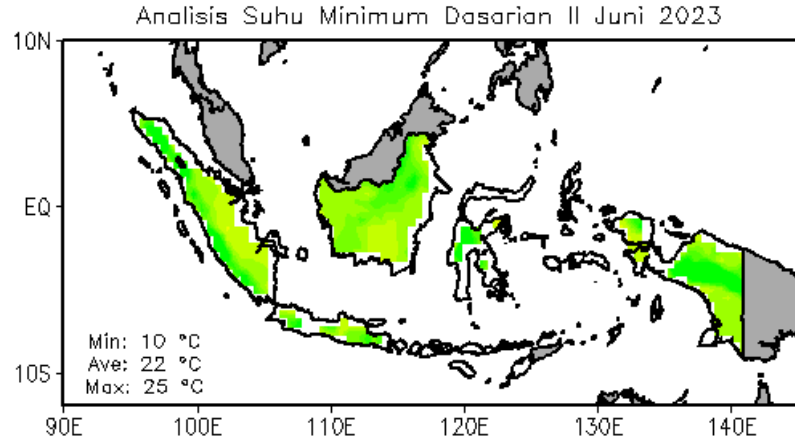 Analisis Suhu Minimum Dasarian II Juni 2023
10N
EQ
10S
Min: 10 °C
Ave: 22 °C
Max: 25 °C
90E 100E 110E 120E 130E 140E